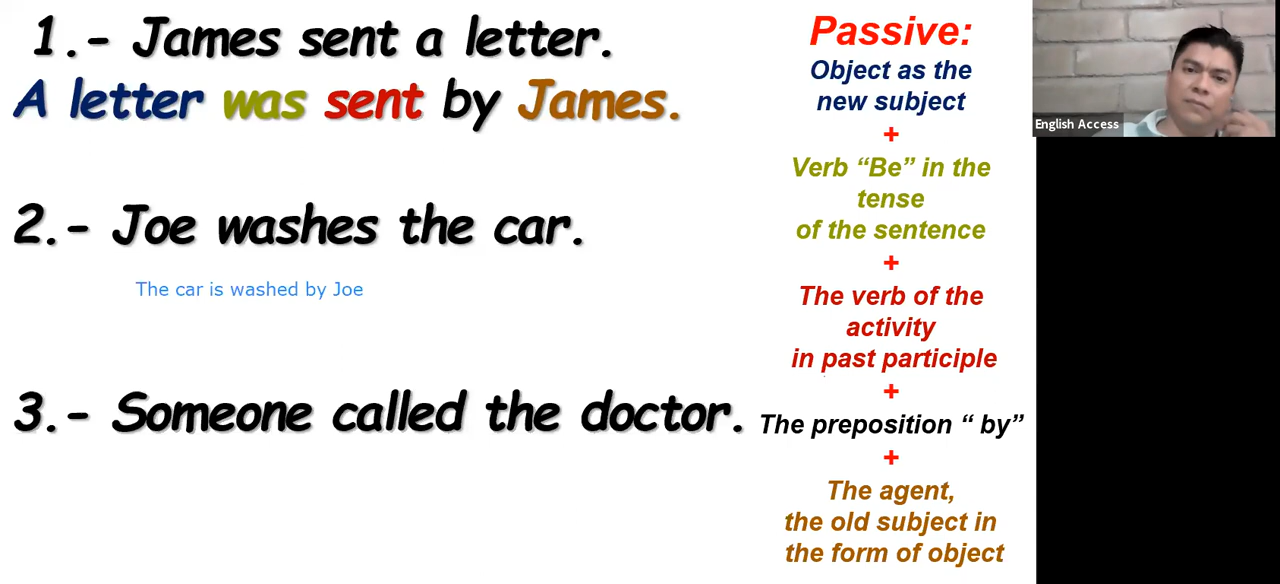 1.- James sent a letter.
A letter was sent by James.
2.- Joe washes the car.
The car is washed by Joe
3.- Someone called the doctor.
Passive:
Object as the
new subject
+
Verb “Be” in the
tense
of the sentence
+
The verb of the
activity
in past participle
+
The preposition “ by”
+
The agent,
the old subject in
the form of object
English Access